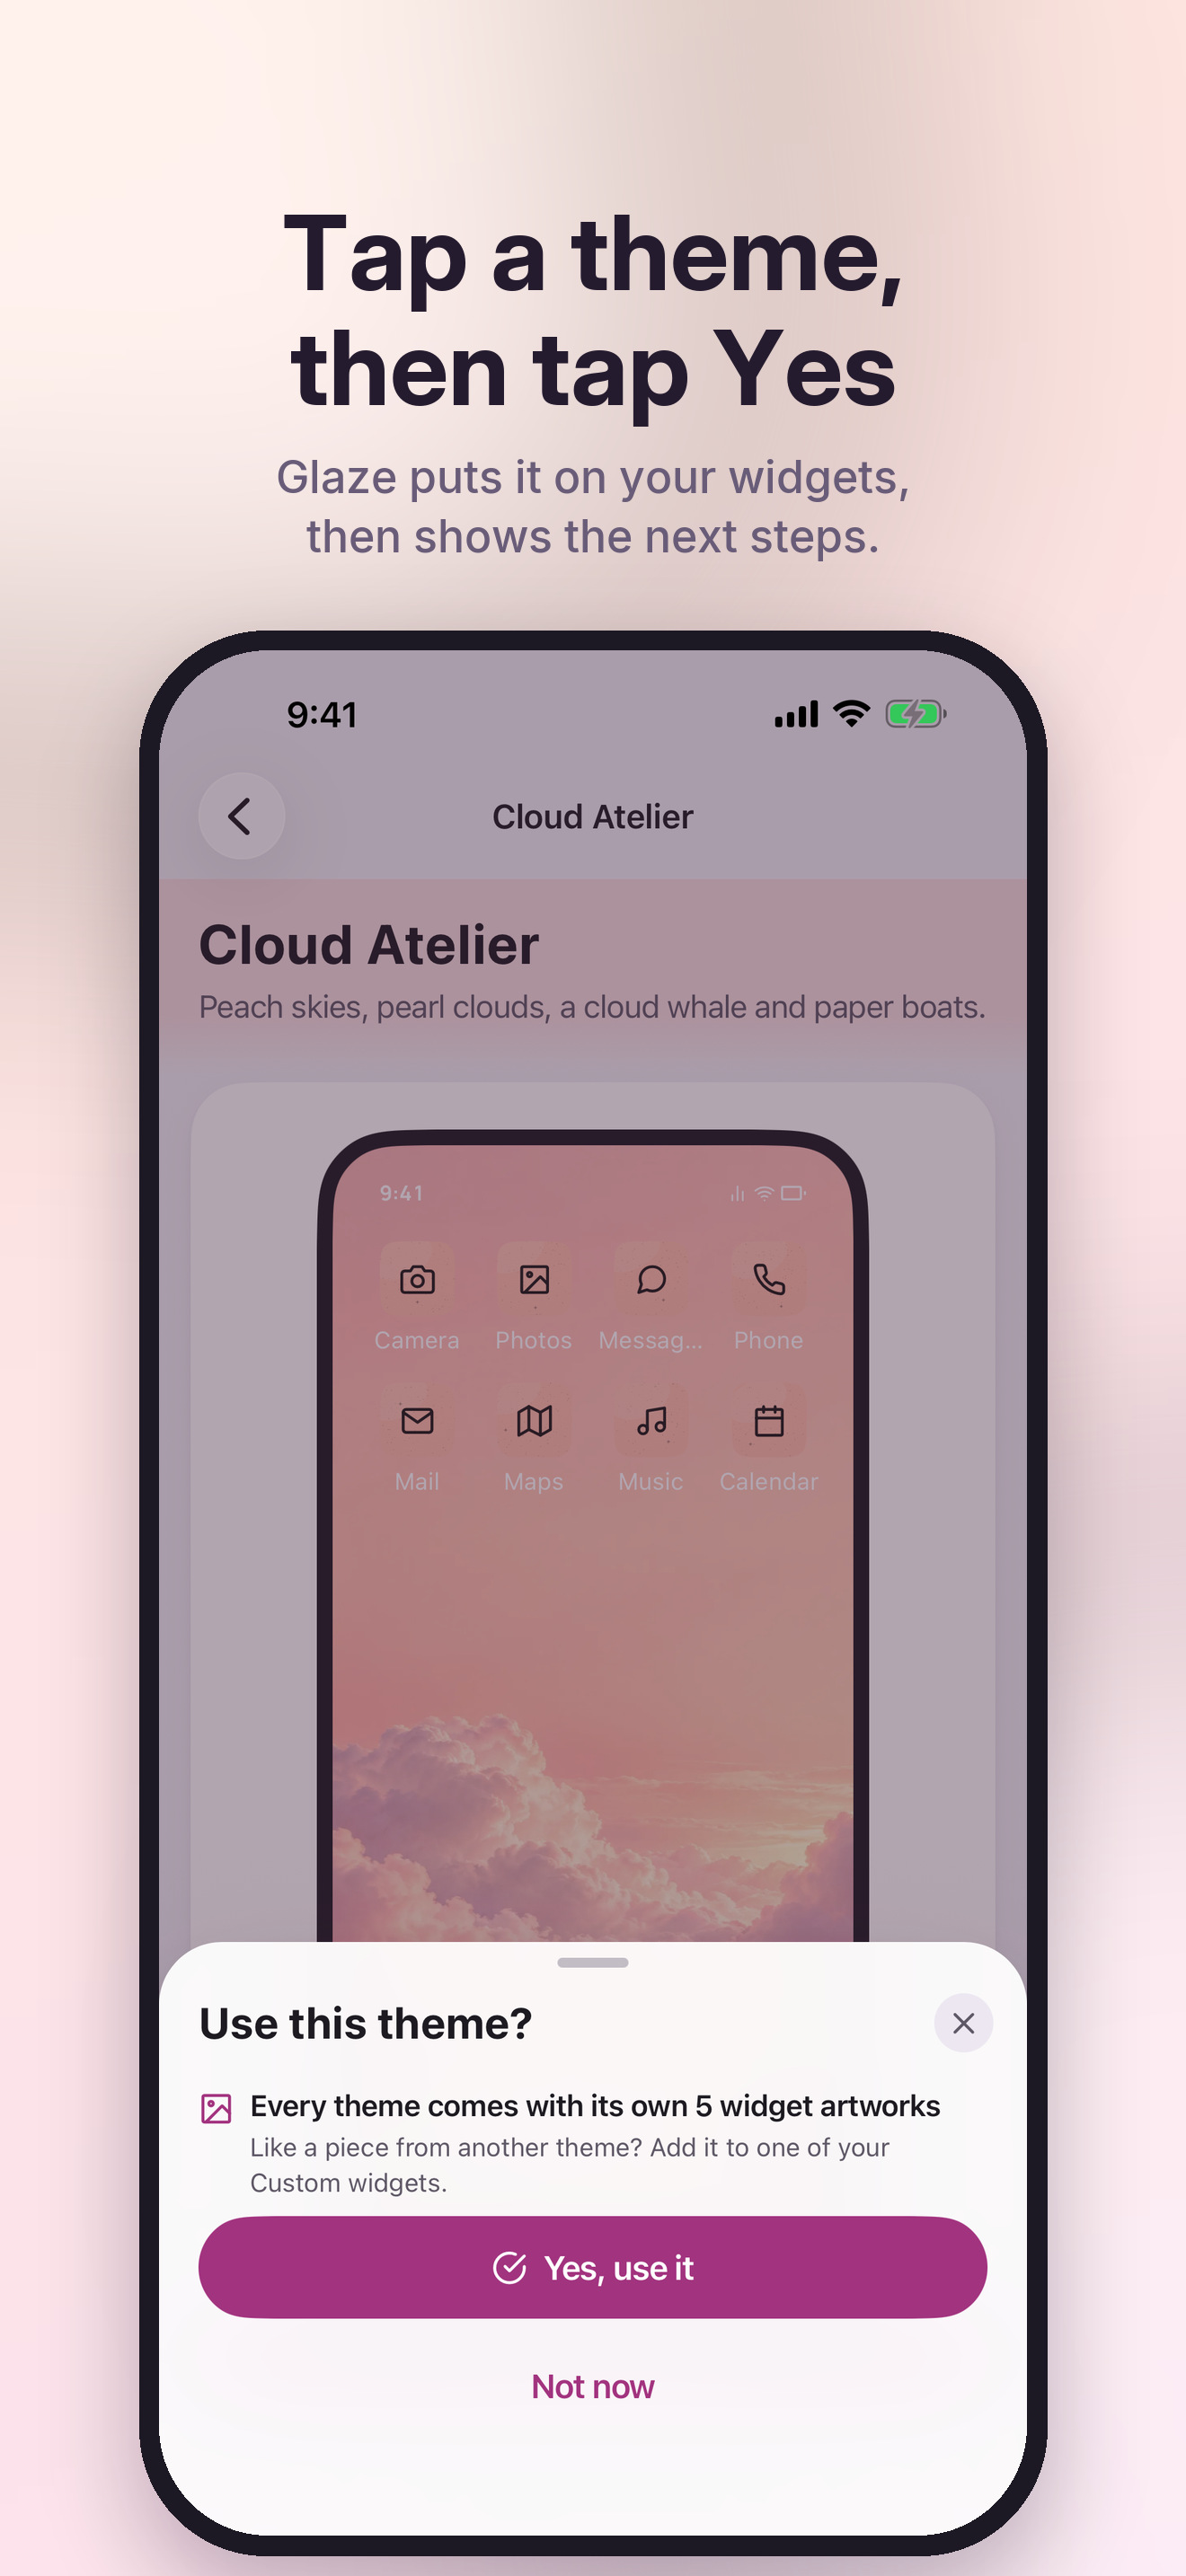 Tap a theme,
then tap Yes
Glaze puts it on your widgets,
then shows the next steps.
9:41
Cloud Atelier
Cloud Atelier
Peach skies, pearl clouds, a cloud whale and paper boats.
9:41
Camera Photos Messag... Phone
Mail Maps Music Calendar
Use this theme?
Every theme comes with its own 5 widget artworks
Like a piece from another theme? Add it to one of your
Custom widgets.
Yes, use it
Not now